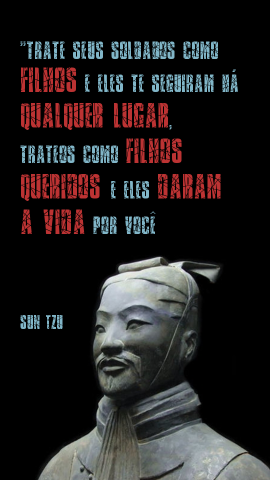 "TRATE SEUS SOLDADOS COMO
FILHOS E ELES TE SEGUIRAM HÁ
QUALQUER LUGAR,
TRATEOS COMO FILHOS
QUERIDOS E ELES DARAM
A VIDA POR VOCÊ
SUN TZU